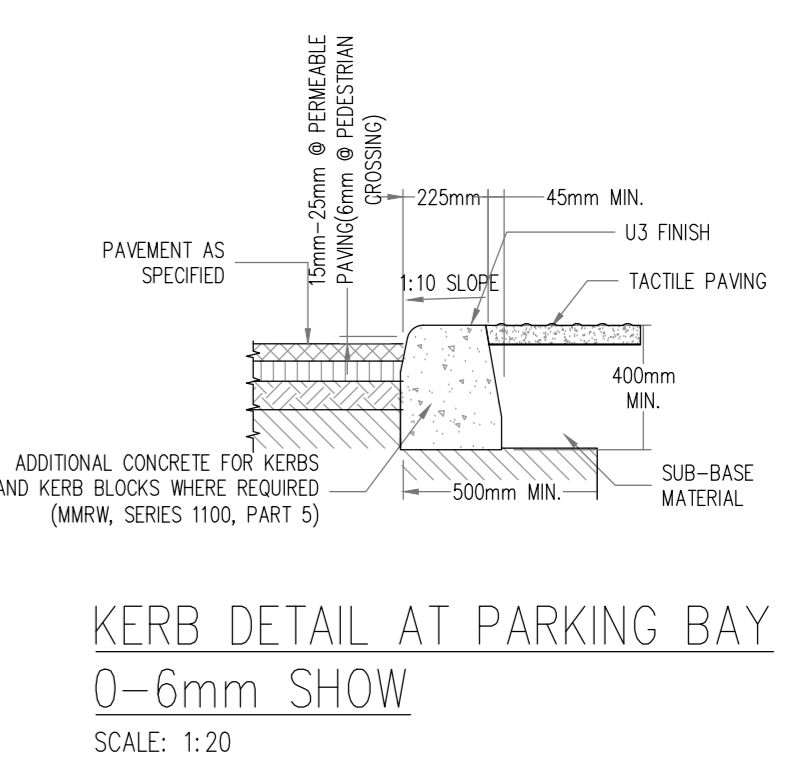 15mm-25mm @ PERMEABLE
PAVING(6mm @ PEDESTRIAN
CROSSING)
225mm
45mm MIN.
U3 FINISH
PAVEMENT AS
SPECIFIED
1:10 SLOPE
TACTILE PAVING
400mm
MIN.
ADDITIONAL CONCRETE FOR KERBS
AND KERB BLOCKS WHERE REQUIRED
(MMRW, SERIES 1100, PART 5)
500mm MIN.
SUB-BASE
MATERIAL
KERB DETAIL AT PARKING BAY
0-6mm SHOW
SCALE: 1:20